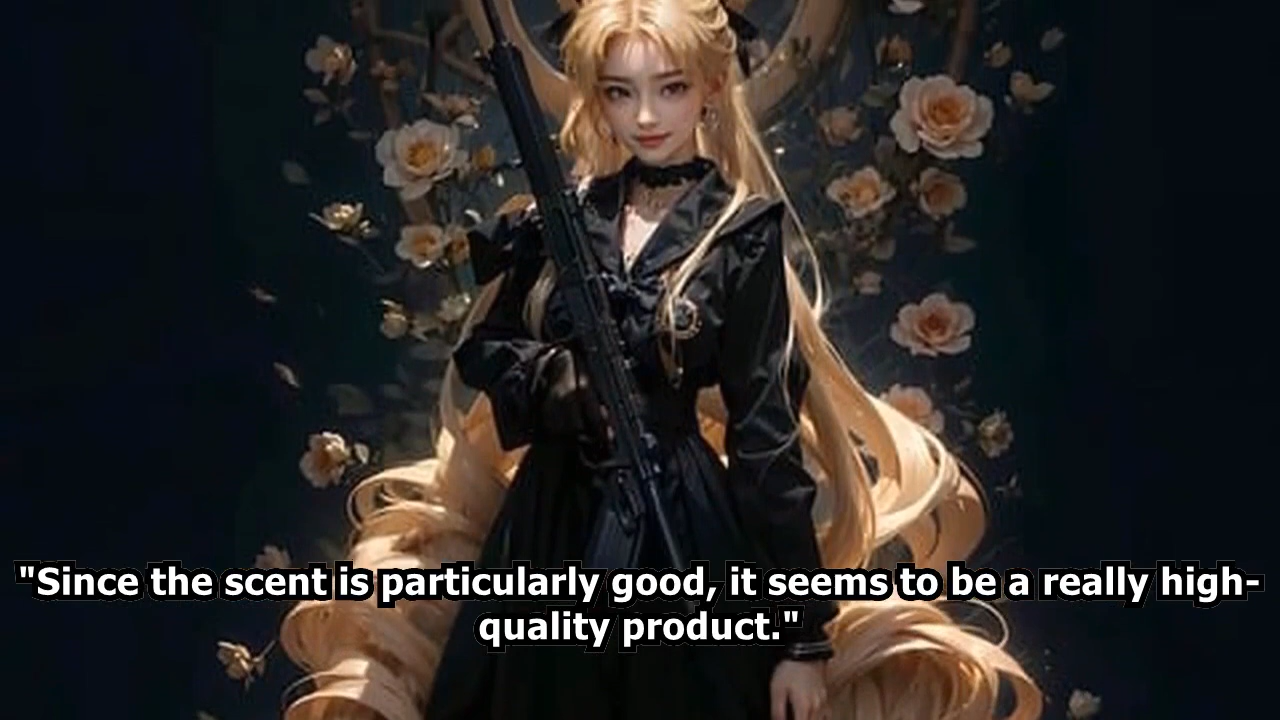 "Since the scent is particularly good, it seems to be a really high-
quality product."